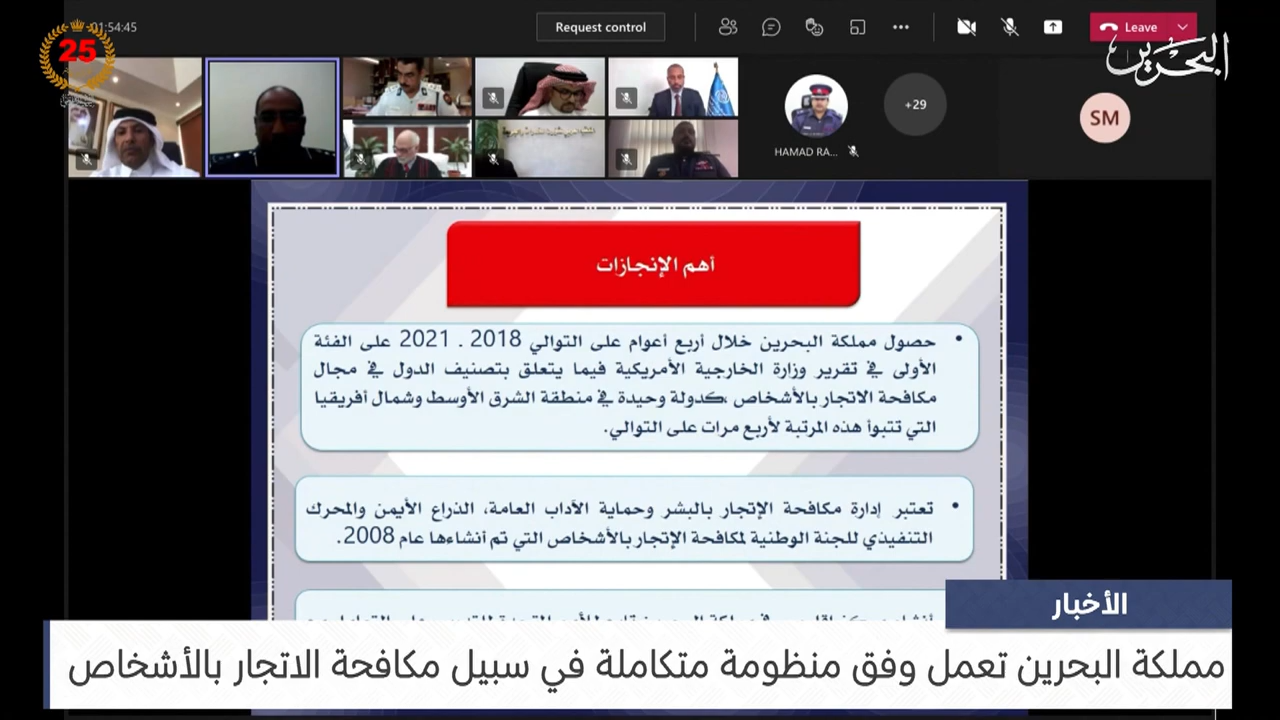 01:54:45
Request control
Leave
25
البحرين
+29
SM
HAMAD RA...
أهم الإنجازات
• حصول مملكة البحرين خلال أربع أعوام على التوالي 2018 . 2021 على الفئة
الأولى في تقرير وزارة الخارجية الأمريكية فيما يتعلق بتصنيف الدول في مجال
مكافحة الاتجار بالأشخاص ،كدولة وحيدة في منطقة الشرق الأوسط وشمال أفريقيا
التي تتبوأ هذه المرتبة لأربع مرات على التوالي.
• تعتبر إدارة مكافحة الإتجار بالبشر وحماية الآداب العامة، الذراع الأيمن والمحرك
التنفيذي للجنة الوطنية لمكافحة الإتجار بالأشخاص التي تم أنشاءها عام 2008.
الأخبار
مملكة البحرين تعمل وفق منظومة متكاملة في سبيل مكافحة الاتجار بالأشخاص